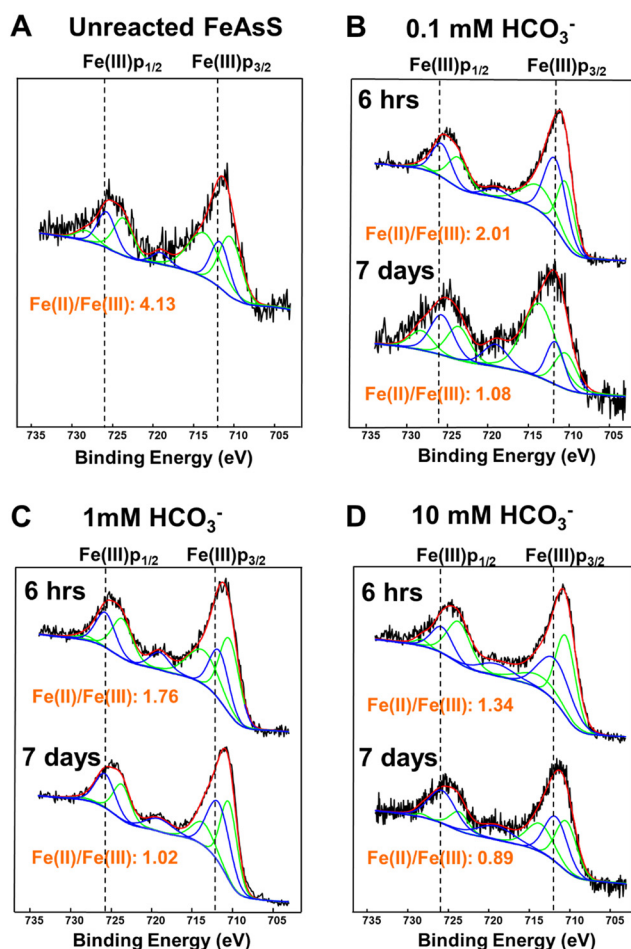 A Unreacted FeAsS
Fe(III)p1/2 Fe(III)p3/2
Fe(II)/Fe(III): 4.13
735 730 725 720 715 710 705
Binding Energy (eV)
B 0.1 mM HCO3-
Fe(III)p1/2 Fe(III)p3/2
6 hrs
Fe(II)/Fe(III): 2.01
7 days
Fe(II)/Fe(III): 1.08
735 730 725 720 715 710 705
Binding Energy (eV)
C 1mM HCO3-
Fe(III)p1/2 Fe(III)p3/2
6 hrs
Fe(II)/Fe(III): 1.76
7 days
Fe(II)/Fe(III): 1.02
735 730 725 720 715 710 705
Binding Energy (eV)
D 10 mM HCO3-
Fe(III)p1/2 Fe(III)p3/2
6 hrs
Fe(II)/Fe(III): 1.34
7 days
Fe(II)/Fe(III): 0.89
735 730 725 720 715 710 705
Binding Energy (eV)